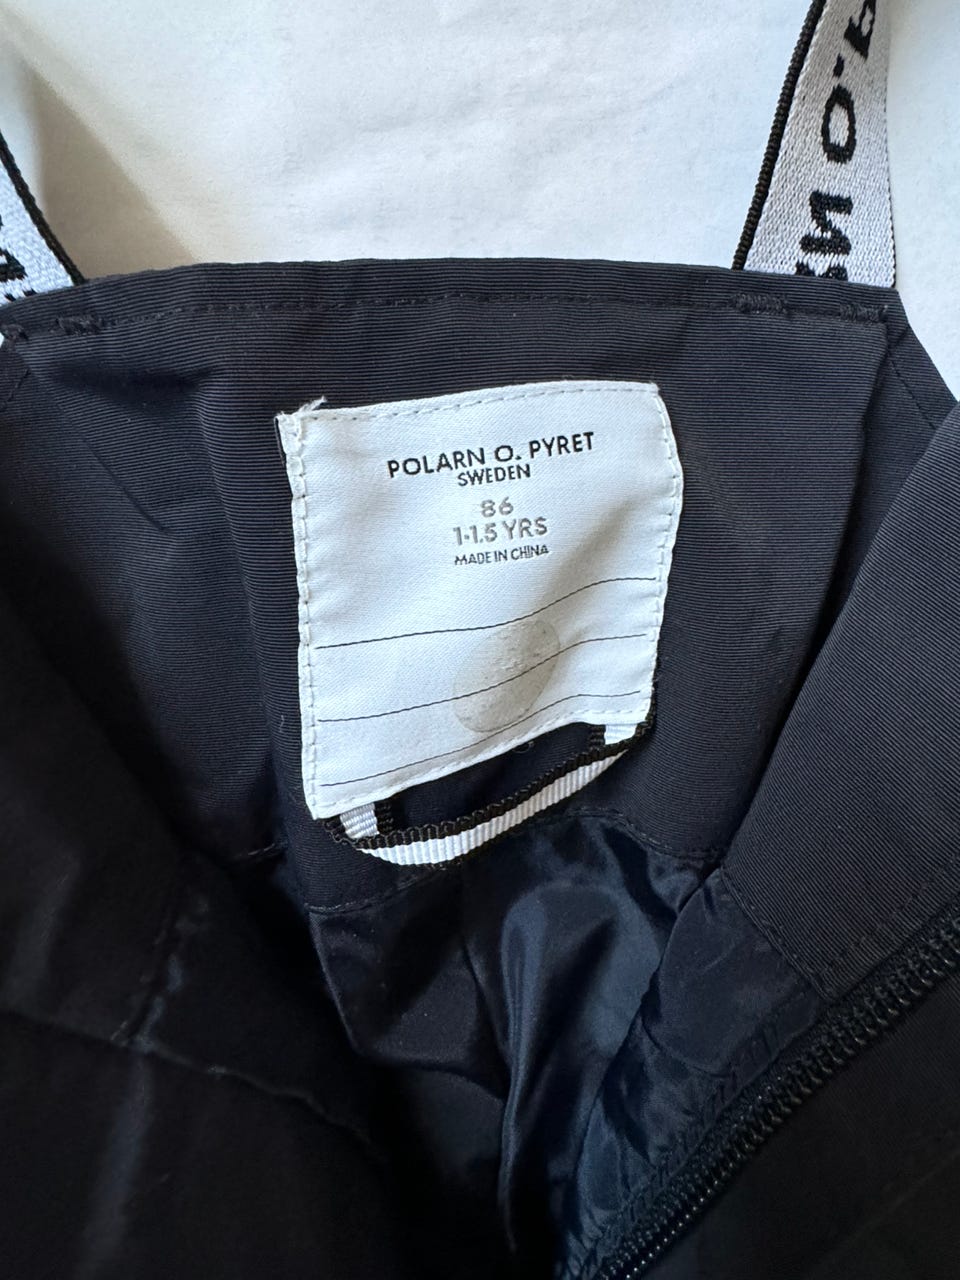 POLARN O. PYRET
SWEDEN
86
1-1.5 YRS
MADE IN CHINA
N O.